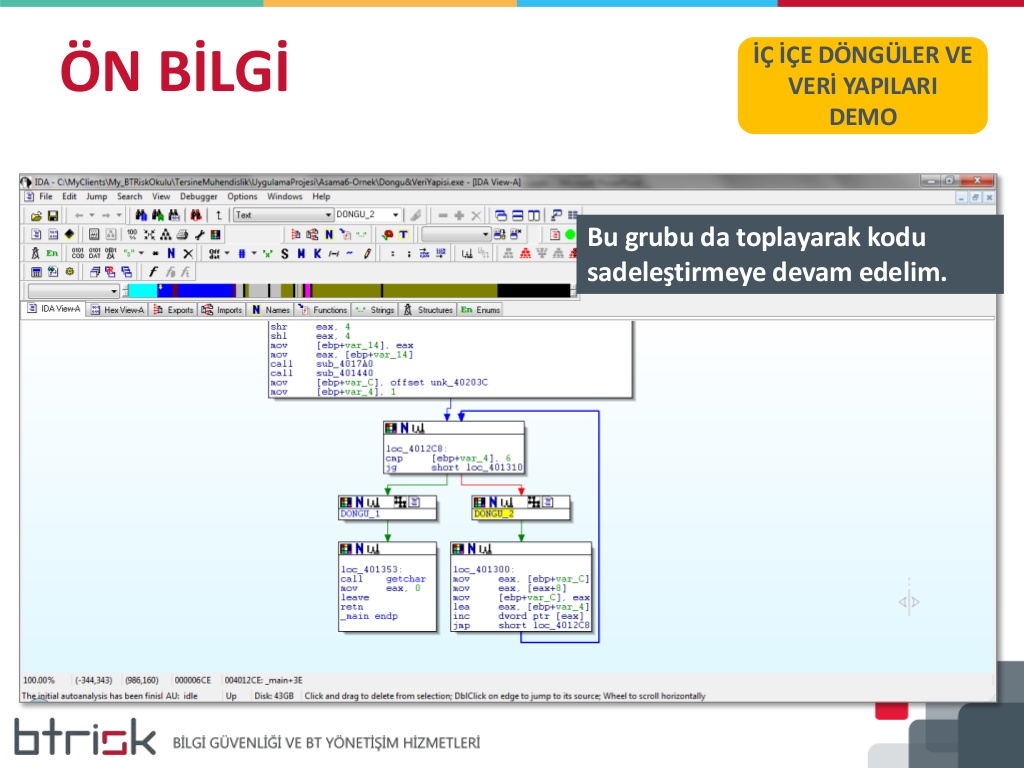 ÖN BİLGİ
İÇ İÇE DÖNGÜLER VE
VERİ YAPILARI
DEMO
IDA - C:\MyClients\My_BTRiskOkulu\TersineMuhendislik\UygulamaProjesi\Asama6-Ornek\Dongu&VeriYapisi.exe - [IDA View-A]
File Edit Jump Search View Debugger Options Windows Help
Text DONGU_2
Bu grubu da toplayarak kodu
sadeleştirmeye devam edelim.
IDA View-A Hex View-A Exports Imports N Names Functions Strings Structures En Enums
shr eax, 4
shl eax, 4
mov [ebp+var_14], eax
mov eax, [ebp+var_14]
call sub_4017A0
call sub_401440
mov [ebp+var_C], offset unk_40203C
mov [ebp+var_4], 1
loc_4012C8:
cmp [ebp+var_4], 6
jg short loc_401310
DONGU_1
DONGU_2
loc_401353:
call getchar
mov eax, 0
leave
retn
_main endp
loc_401300:
mov eax, [ebp+var_C]
mov eax, [eax+8]
mov [ebp+var_C], eax
lea eax, [ebp+var_4]
inc dword ptr [eax]
jmp short loc_4012C8
100.00% (-344,343) (986,160) 000006CE 004012CE: _main+3E
The initial autoanalysis has been finisl AU: idle Up Disk: 43GB Click and drag to delete from selection; DblClick on edge to jump to its source; Wheel to scroll horizontally
btrisk BİLGİ GÜVENLİĞİ VE BT YÖNETİŞİM HİZMETLERİ